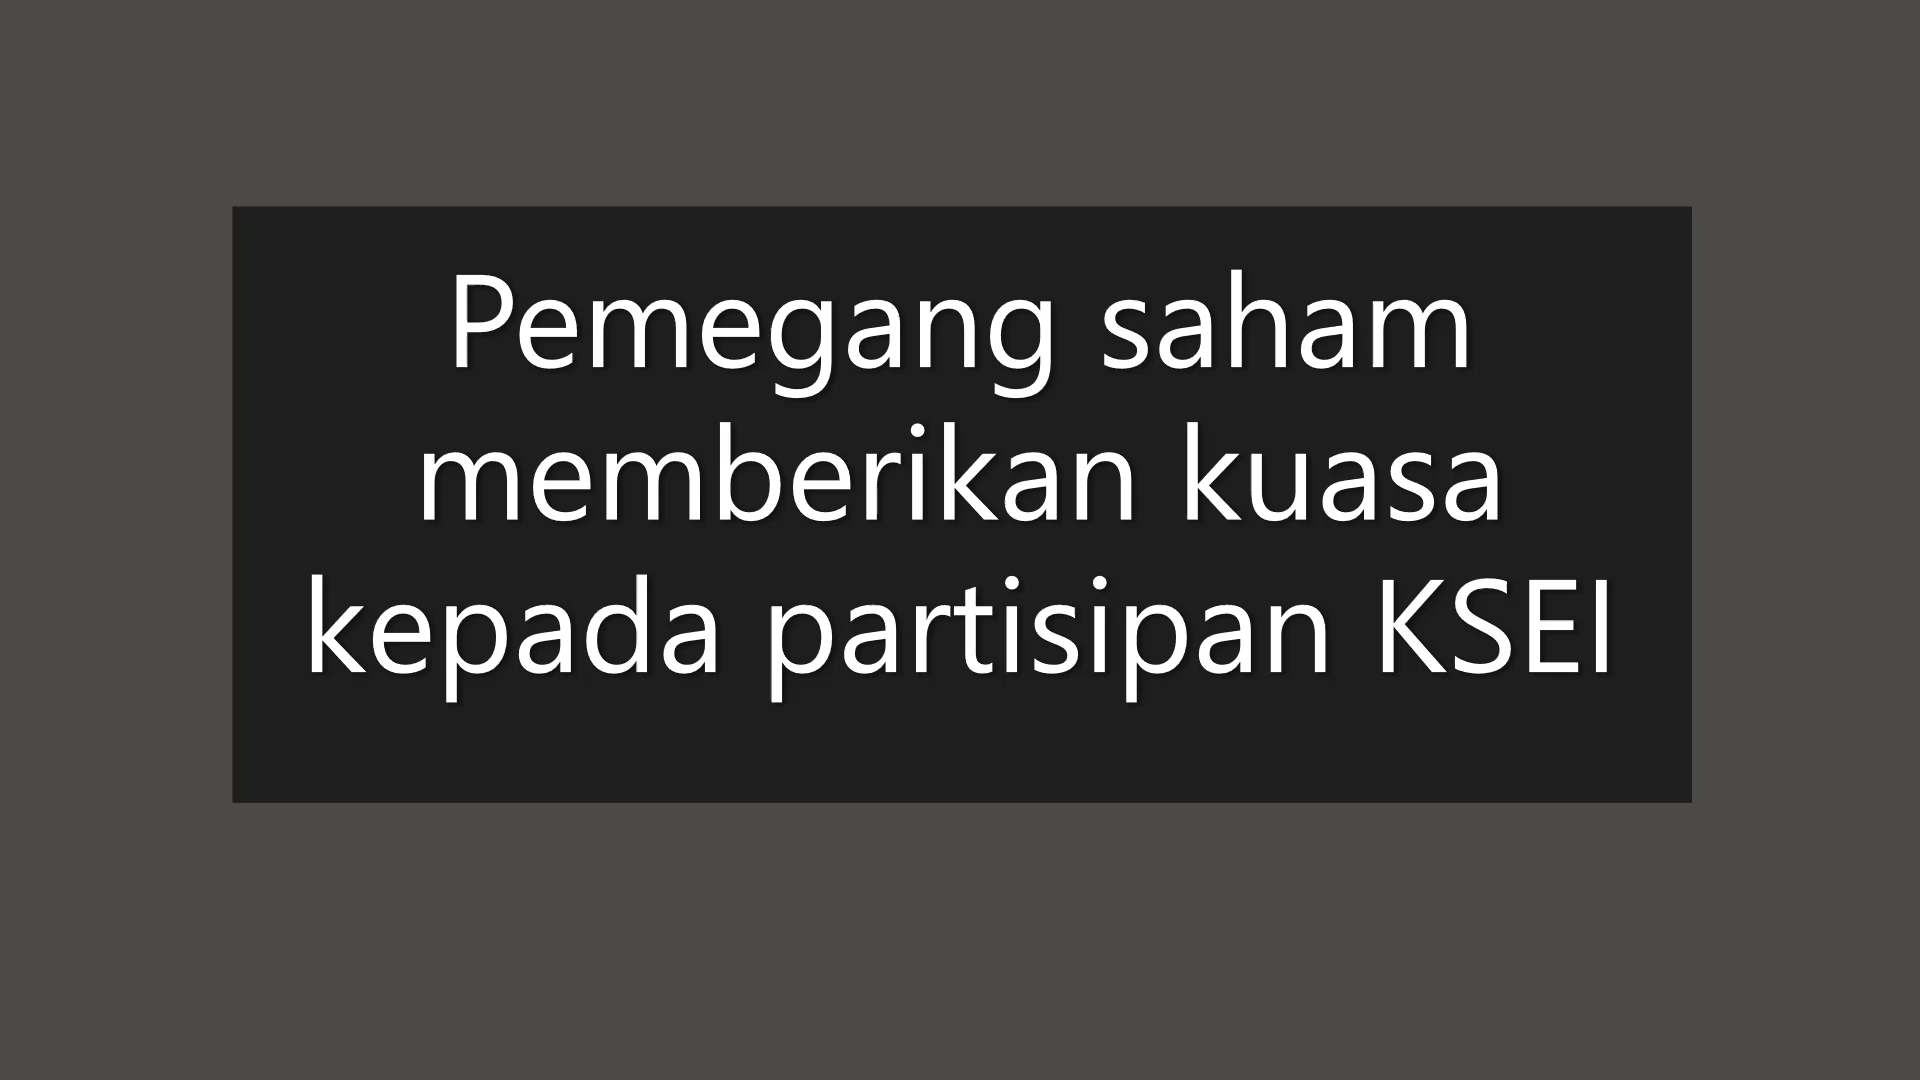 Pemegang saham
memberikan kuasa
kepada partisipan KSEI